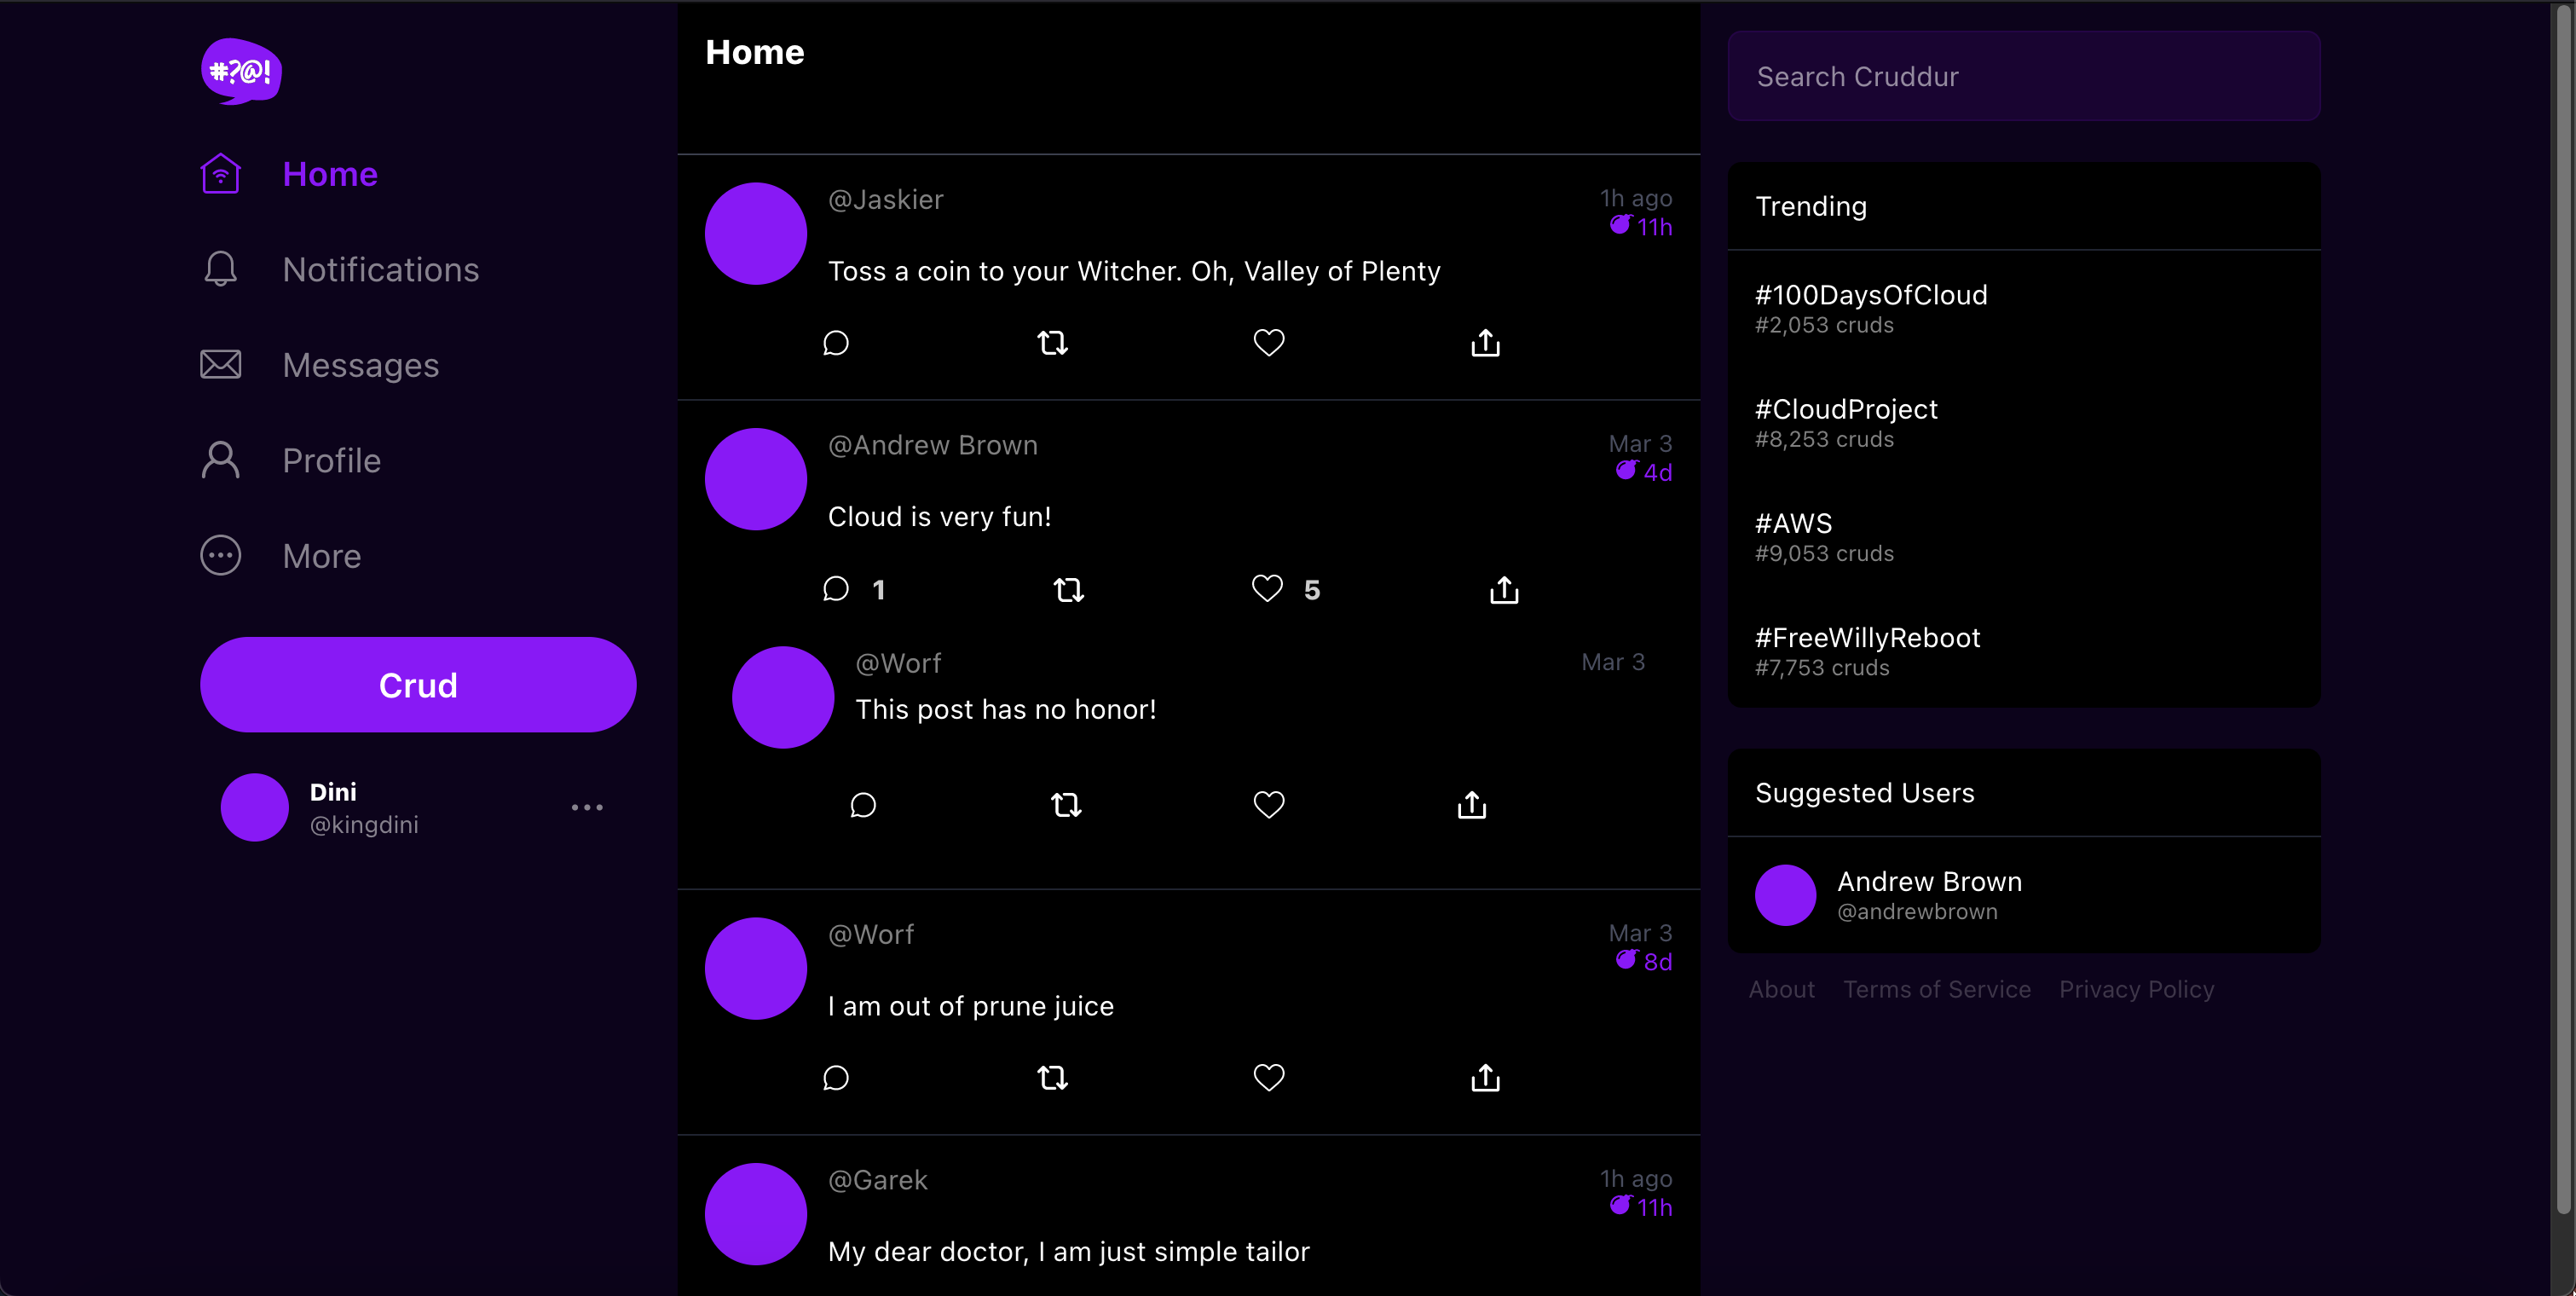 #?@!
Home
Notifications
Messages
Profile
More
Crud
Dini
@kingdini
Home
@Jaskier
1h ago
11h
Toss a coin to your Witcher. Oh, Valley of Plenty
@Andrew Brown
Mar 3
4d
Cloud is very fun!
1
5
@Worf
Mar 3
This post has no honor!
@Worf
Mar 3
8d
I am out of prune juice
@Garek
1h ago
11h
My dear doctor, I am just simple tailor
Search Cruddur
Trending
#100DaysOfCloud
#2,053 cruds
#CloudProject
#8,253 cruds
#AWS
#9,053 cruds
#FreeWillyReboot
#7,753 cruds
Suggested Users
Andrew Brown
@andrewbrown
About Terms of Service Privacy Policy